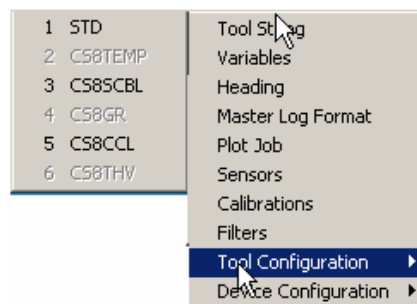 1 STD
2 CS8TEMP
3 CS8SCBL
4 CS8GR
5 CS8CCL
6 CS8THV
Tool
Variables
Heading
Master Log Format
Plot Job
Sensors
Calibrations
Filters
Tool Configuration
Device Configuration